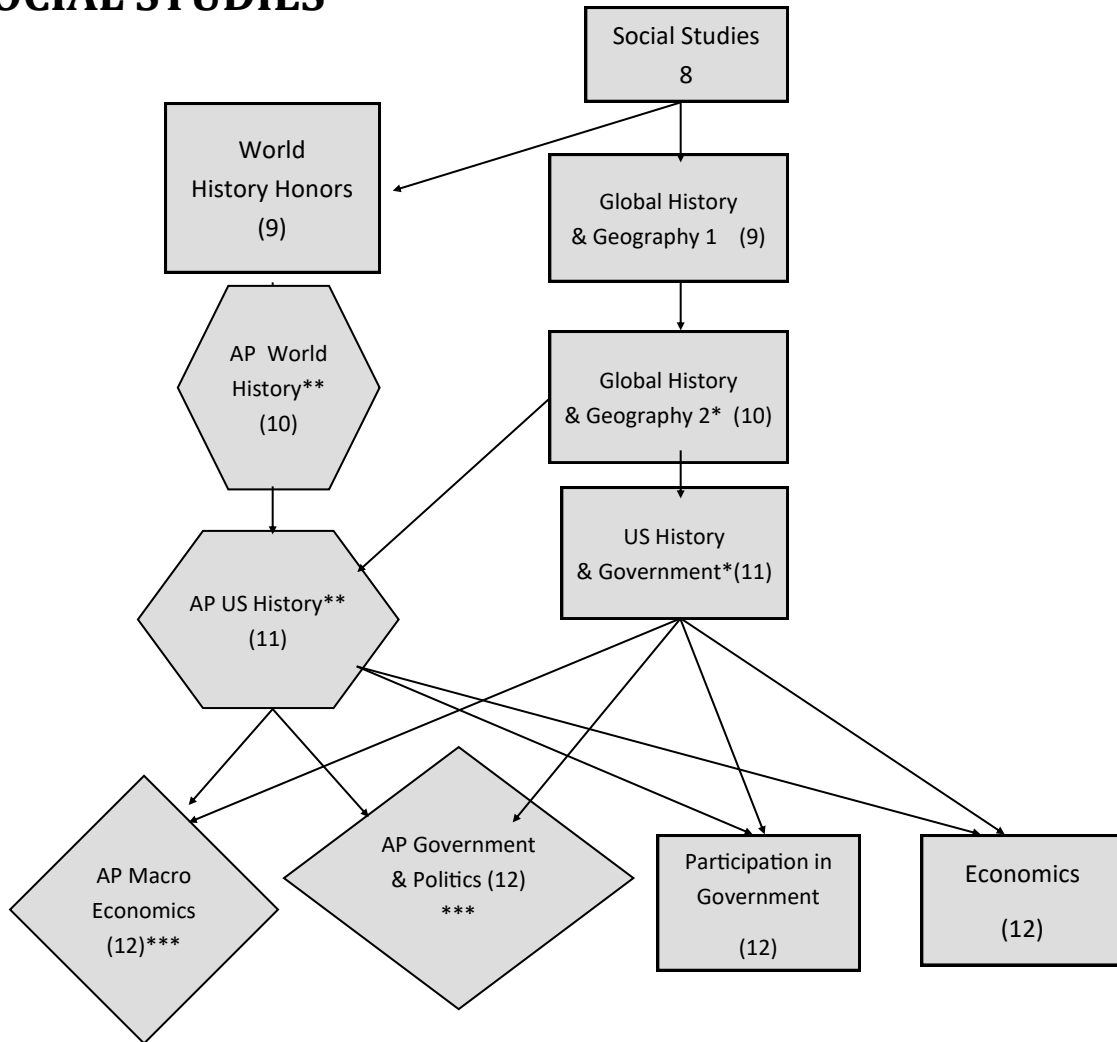 SOCIAL STUDIES
Social Studies
8
World
History Honors
(9)
Global History
& Geography 1 (9)
AP World
History**
(10)
Global History
& Geography 2* (10)
US History
& Government*(11)
AP US History**
(11)
AP Macro
Economics
(12)***
AP Government
& Politics (12)
***
Participation in
Government
(12)
Economics
(12)